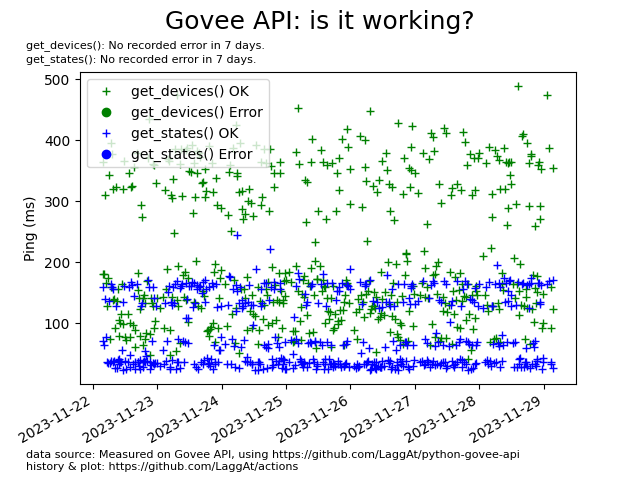 Govee API: is it working?
get_devices(): No recorded error in 7 days.
get_states(): No recorded error in 7 days.
get_devices() OK
get_devices() Error
get_states() OK
get_states() Error
Ping (ms)
500
400
300
200
100
2023-11-22
2023-11-23
2023-11-24
2023-11-25
2023-11-26
2023-11-27
2023-11-28
2023-11-29
data source: Measured on Govee API, using https://github.com/LaggAt/python-govee-api
history & plot: https://github.com/LaggAt/actions